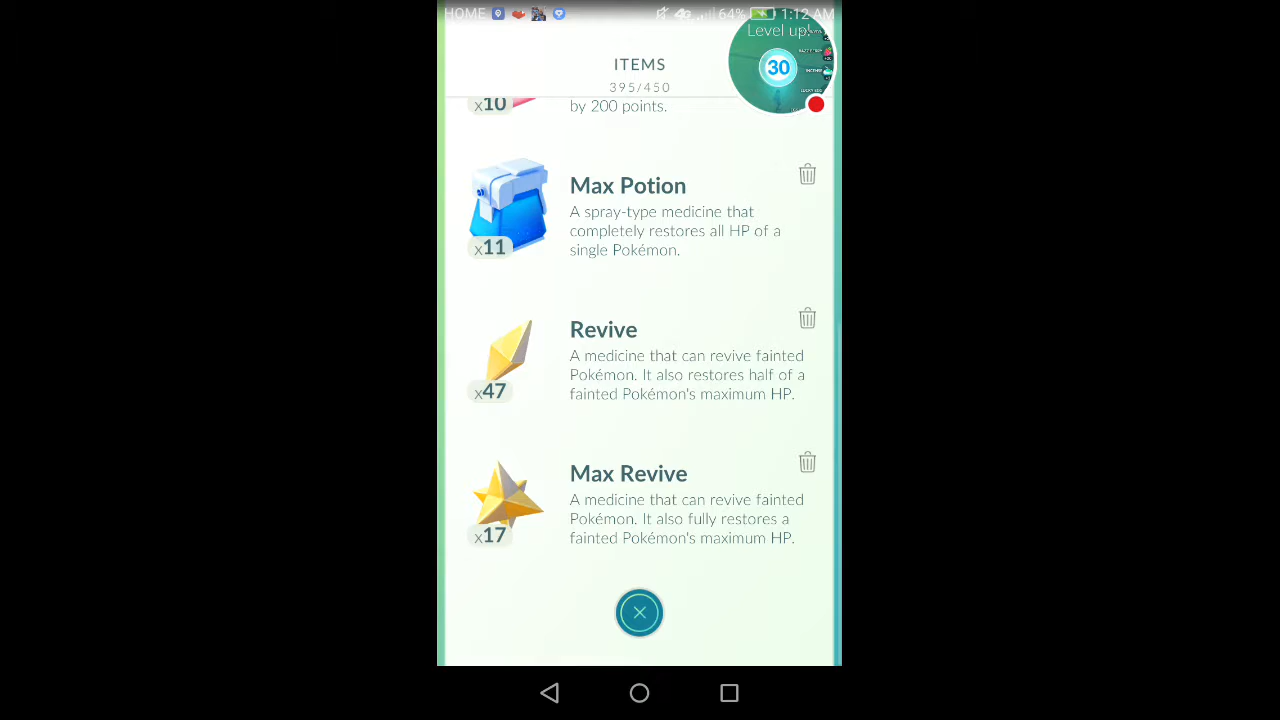 HOME 4G 64% 1:12 AM
Level up!
ITEMS
30
395/450
x10
by 200 points.
Max Potion
A spray-type medicine that
completely restores all HP of a
single Pokémon.
x11
Revive
A medicine that can revive fainted
Pokémon. It also restores half of a
fainted Pokémon's maximum HP.
x47
Max Revive
A medicine that can revive fainted
Pokémon. It also fully restores a
fainted Pokémon's maximum HP.
x17